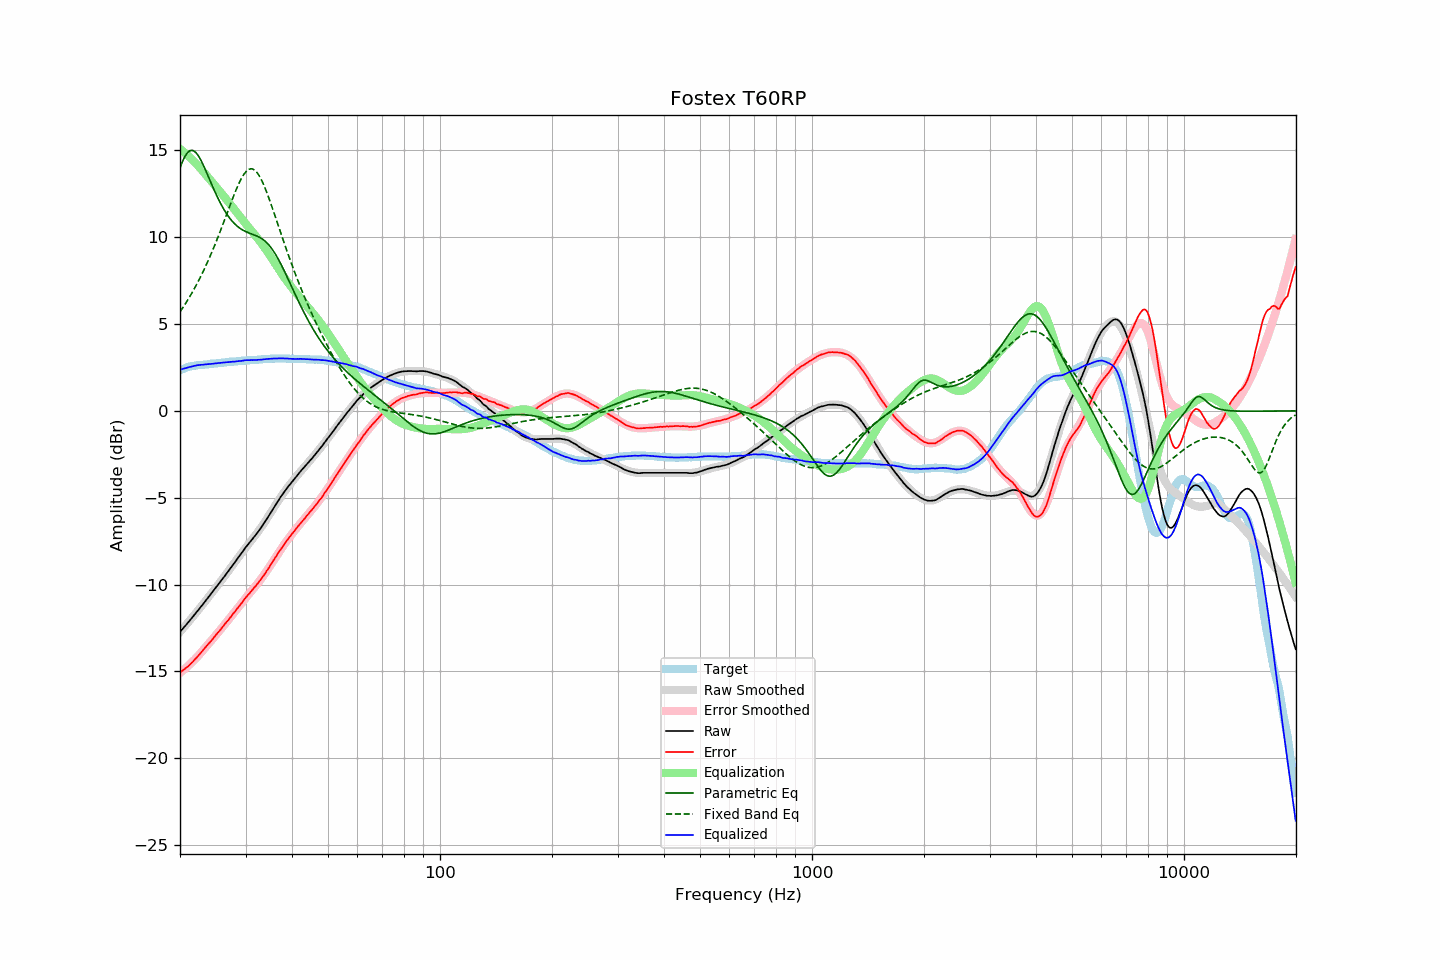 Fostex T60RP
Amplitude (dBr)
15
10
5
0
−5
−10
−15
−20
−25
Target
Raw Smoothed
Error Smoothed
Raw
Error
Equalization
Parametric Eq
Fixed Band Eq
Equalized
100
1000
10000
Frequency (Hz)